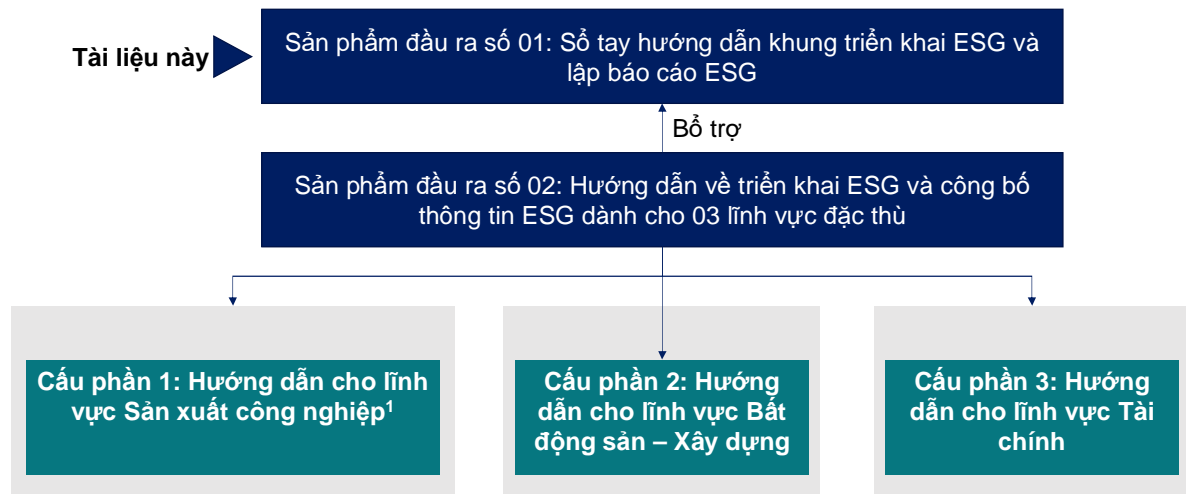 Sản phẩm đầu ra số 01: Sổ tay hướng dẫn khung triển khai ESG và
lập báo cáo ESG
Tài liệu này
Bổ trợ
Sản phẩm đầu ra số 02: Hướng dẫn về triển khai ESG và công bố
thông tin ESG dành cho 03 lĩnh vực đặc thù
Cấu phần 1: Hướng dẫn cho lĩnh
vực Sản xuất công nghiệp¹
Cấu phần 2: Hướng
dẫn cho lĩnh vực Bất
động sản – Xây dựng
Cấu phần 3: Hướng
dẫn cho lĩnh vực Tài
chính